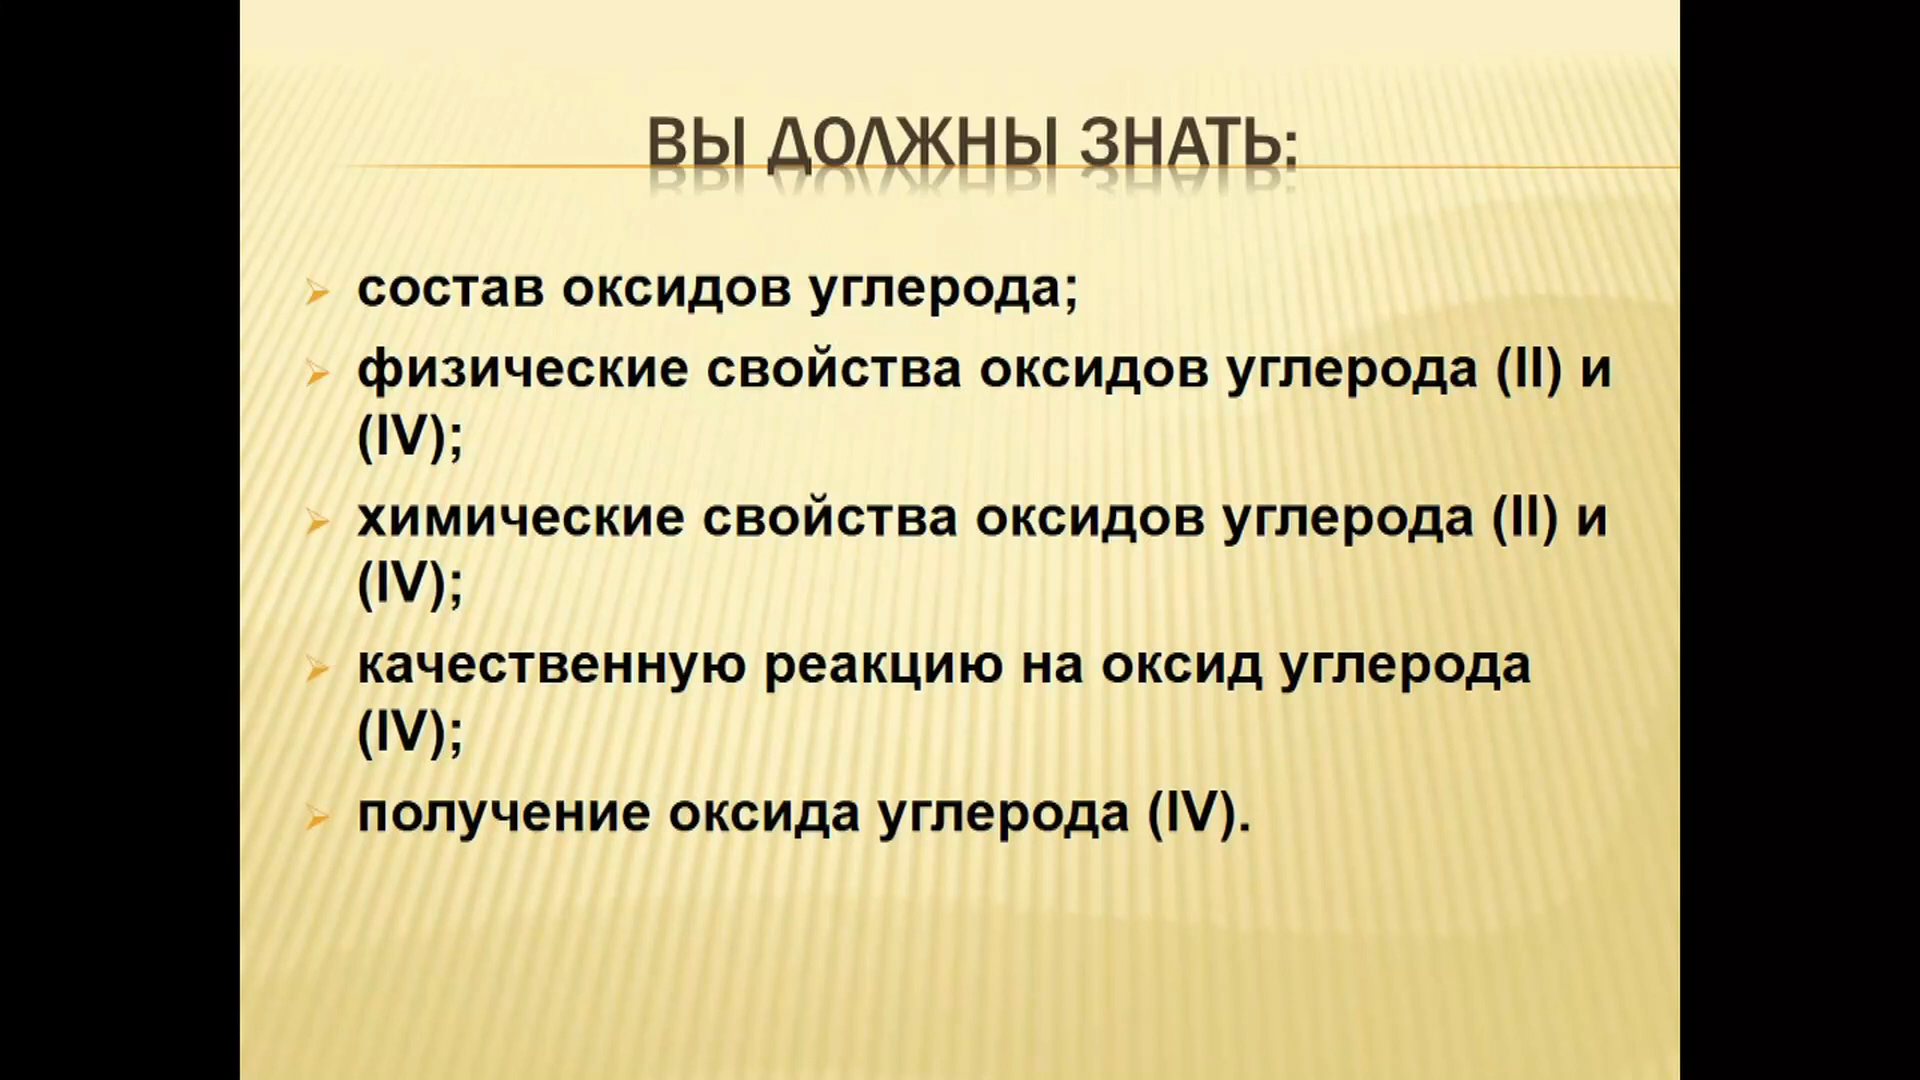 ВЫ ДОЛЖНЫ ЗНАТЬ:
состав оксидов углерода;
физические свойства оксидов углерода (II) и
(IV);
химические свойства оксидов углерода (II) и
(IV);
качественную реакцию на оксид углерода
(IV);
получение оксида углерода (IV).